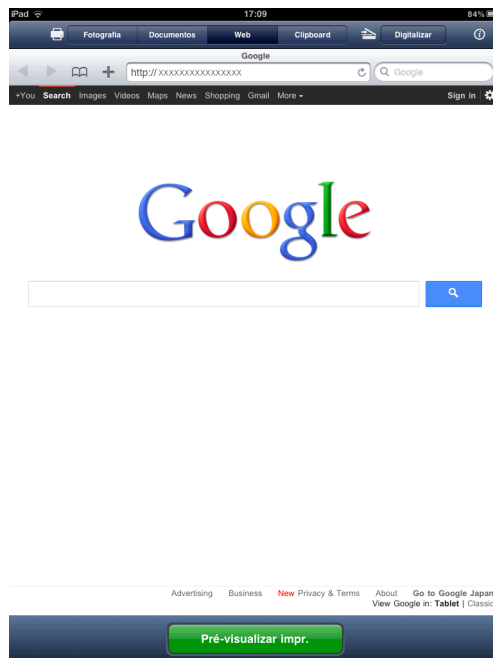 iPad 17:09 84%
Fotografia Documentos Web Clipboard Digitalizar
Google
http://xxxxxxxxxxxxxxxx Google
+You Search Images Videos Maps News Shopping Gmail More Sign in
Google
Advertising Business New Privacy & Terms About Go to Google Japan
View Google in: Tablet | Classic
Pré-visualizar impr.